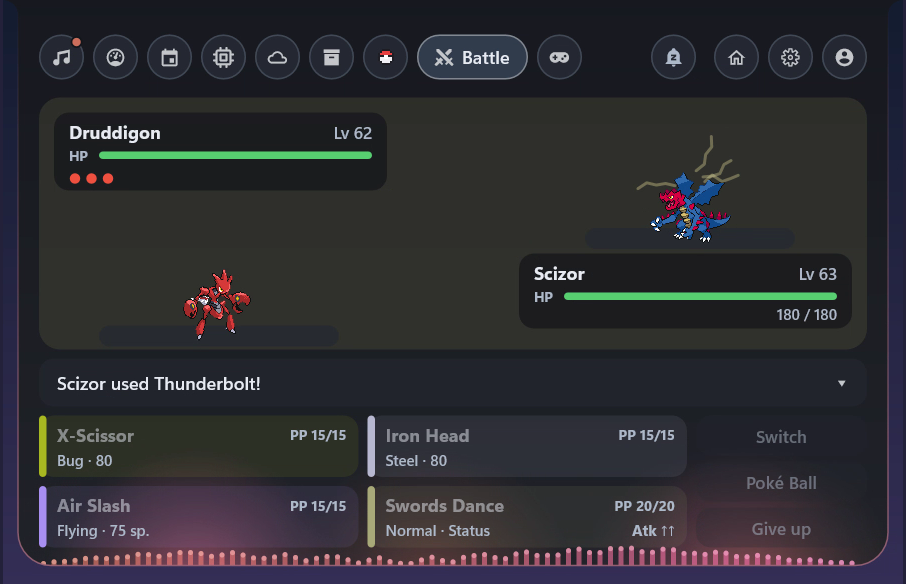 Battle
Druddigon Lv 62
HP
Scizor Lv 63
HP
180 / 180
Scizor used Thunderbolt!
X-Scissor PP 15/15
Bug · 80
Iron Head PP 15/15
Steel · 80
Switch
Poké Ball
Air Slash PP 15/15
Flying · 75 sp.
Swords Dance PP 20/20
Normal · Status Atk ↑↑
Give up